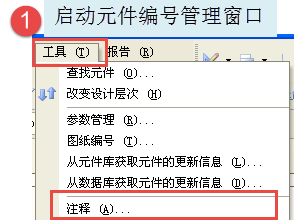 1 启动元件编号管理窗口
工具 (T) 报告 (R)
查找元件 (O)...
改变设计层次 (H)
参数管理 (R)...
图纸编号 (T)...
从元件库获取元件的更新信息 (L)...
从数据库获取元件的更新信息 (D)...
注释 (A)...